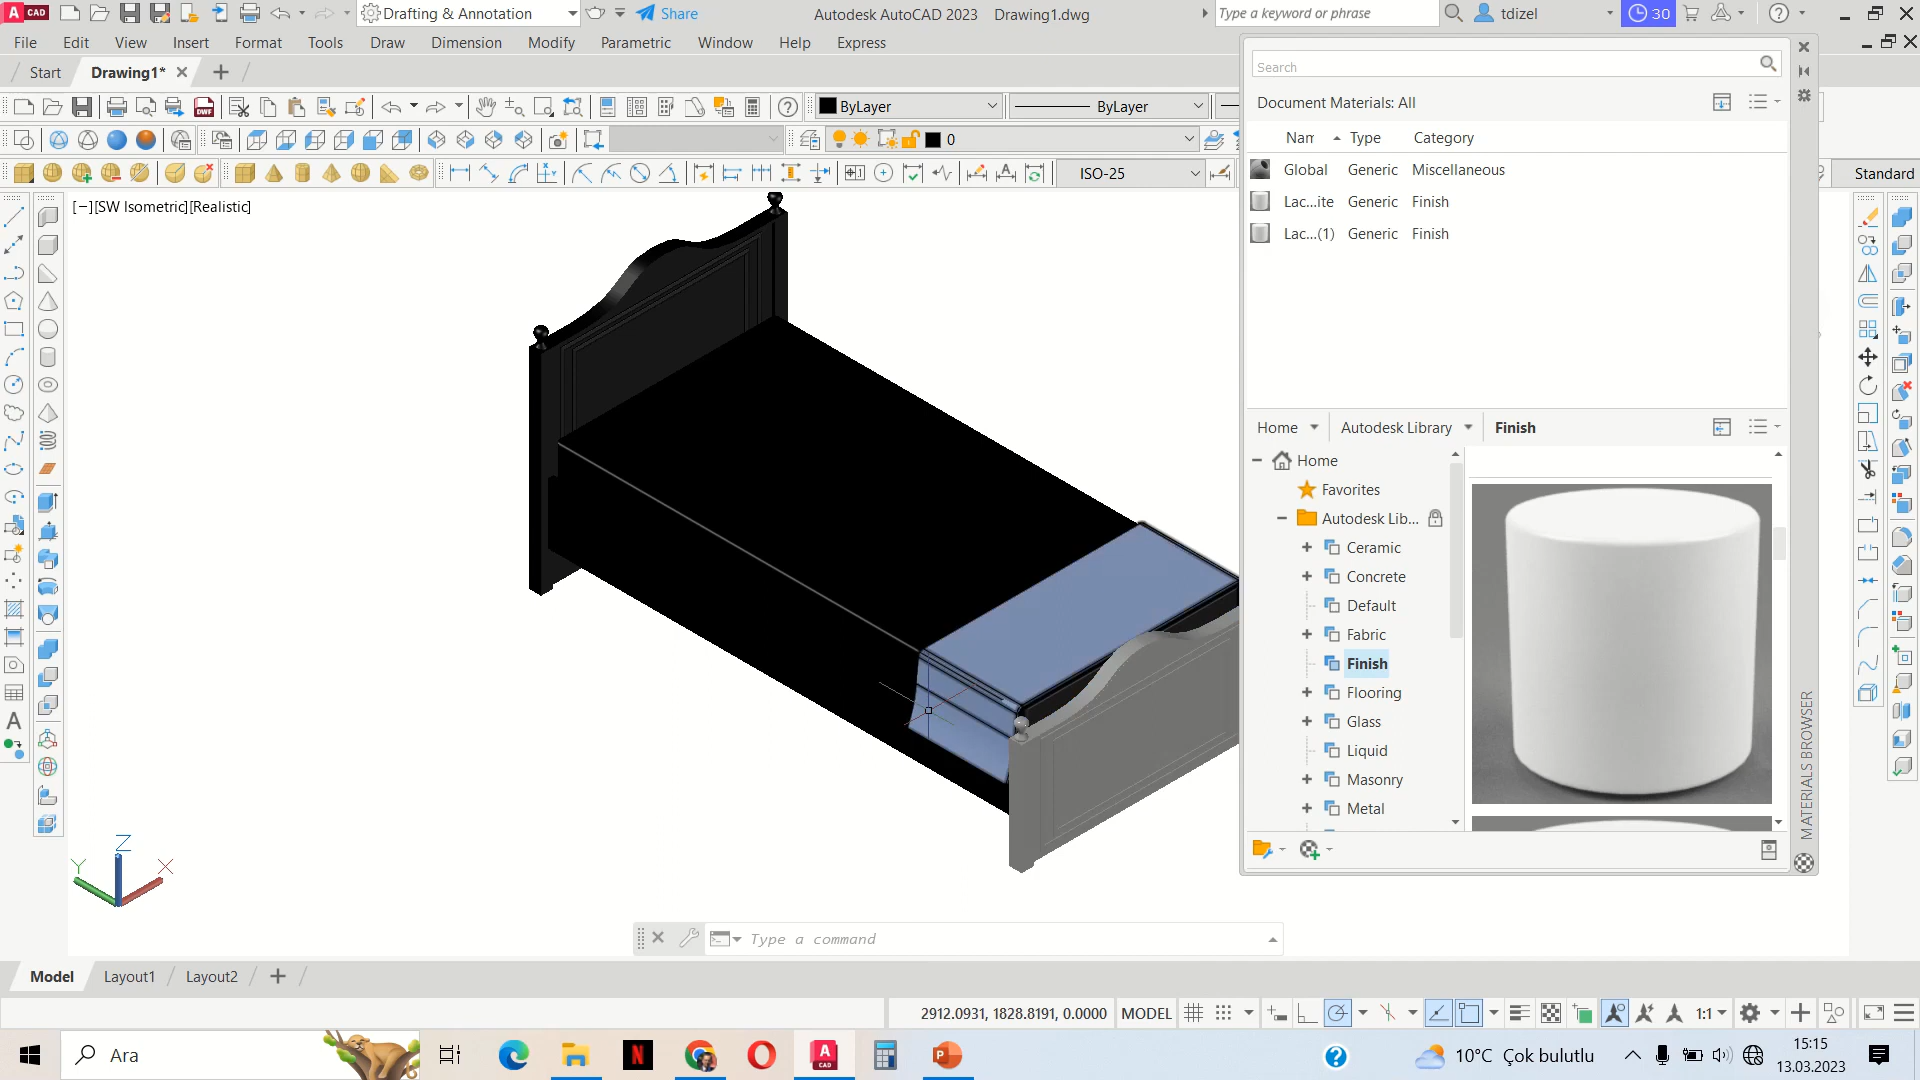 CAD
Drafting & Annotation
Share
Autodesk AutoCAD 2023 Drawing1.dwg
Type a keyword or phrase
tdizel
30
File Edit View Insert Format Tools Draw Dimension Modify Parametric Window Help Express
Start
Drawing1*
DWF
ByLayer
ByLayer
0
ISO-25
Standard
[−][SW Isometric][Realistic]
Search
Document Materials: All
Nam Type Category
Global Generic Miscellaneous
Lac...ite Generic Finish
Lac...(1) Generic Finish
Home
Autodesk Library
Finish
Home
Favorites
Autodesk Lib...
Ceramic
Concrete
Default
Fabric
Finish
Flooring
Glass
Liquid
Masonry
Metal
MATERIALS BROWSER
Z
Y
X
Type a command
Model Layout1 Layout2
2912.0931, 1828.8191, 0.0000 MODEL
1:1
Ara
10°C Çok bulutlu
15:15
13.03.2023